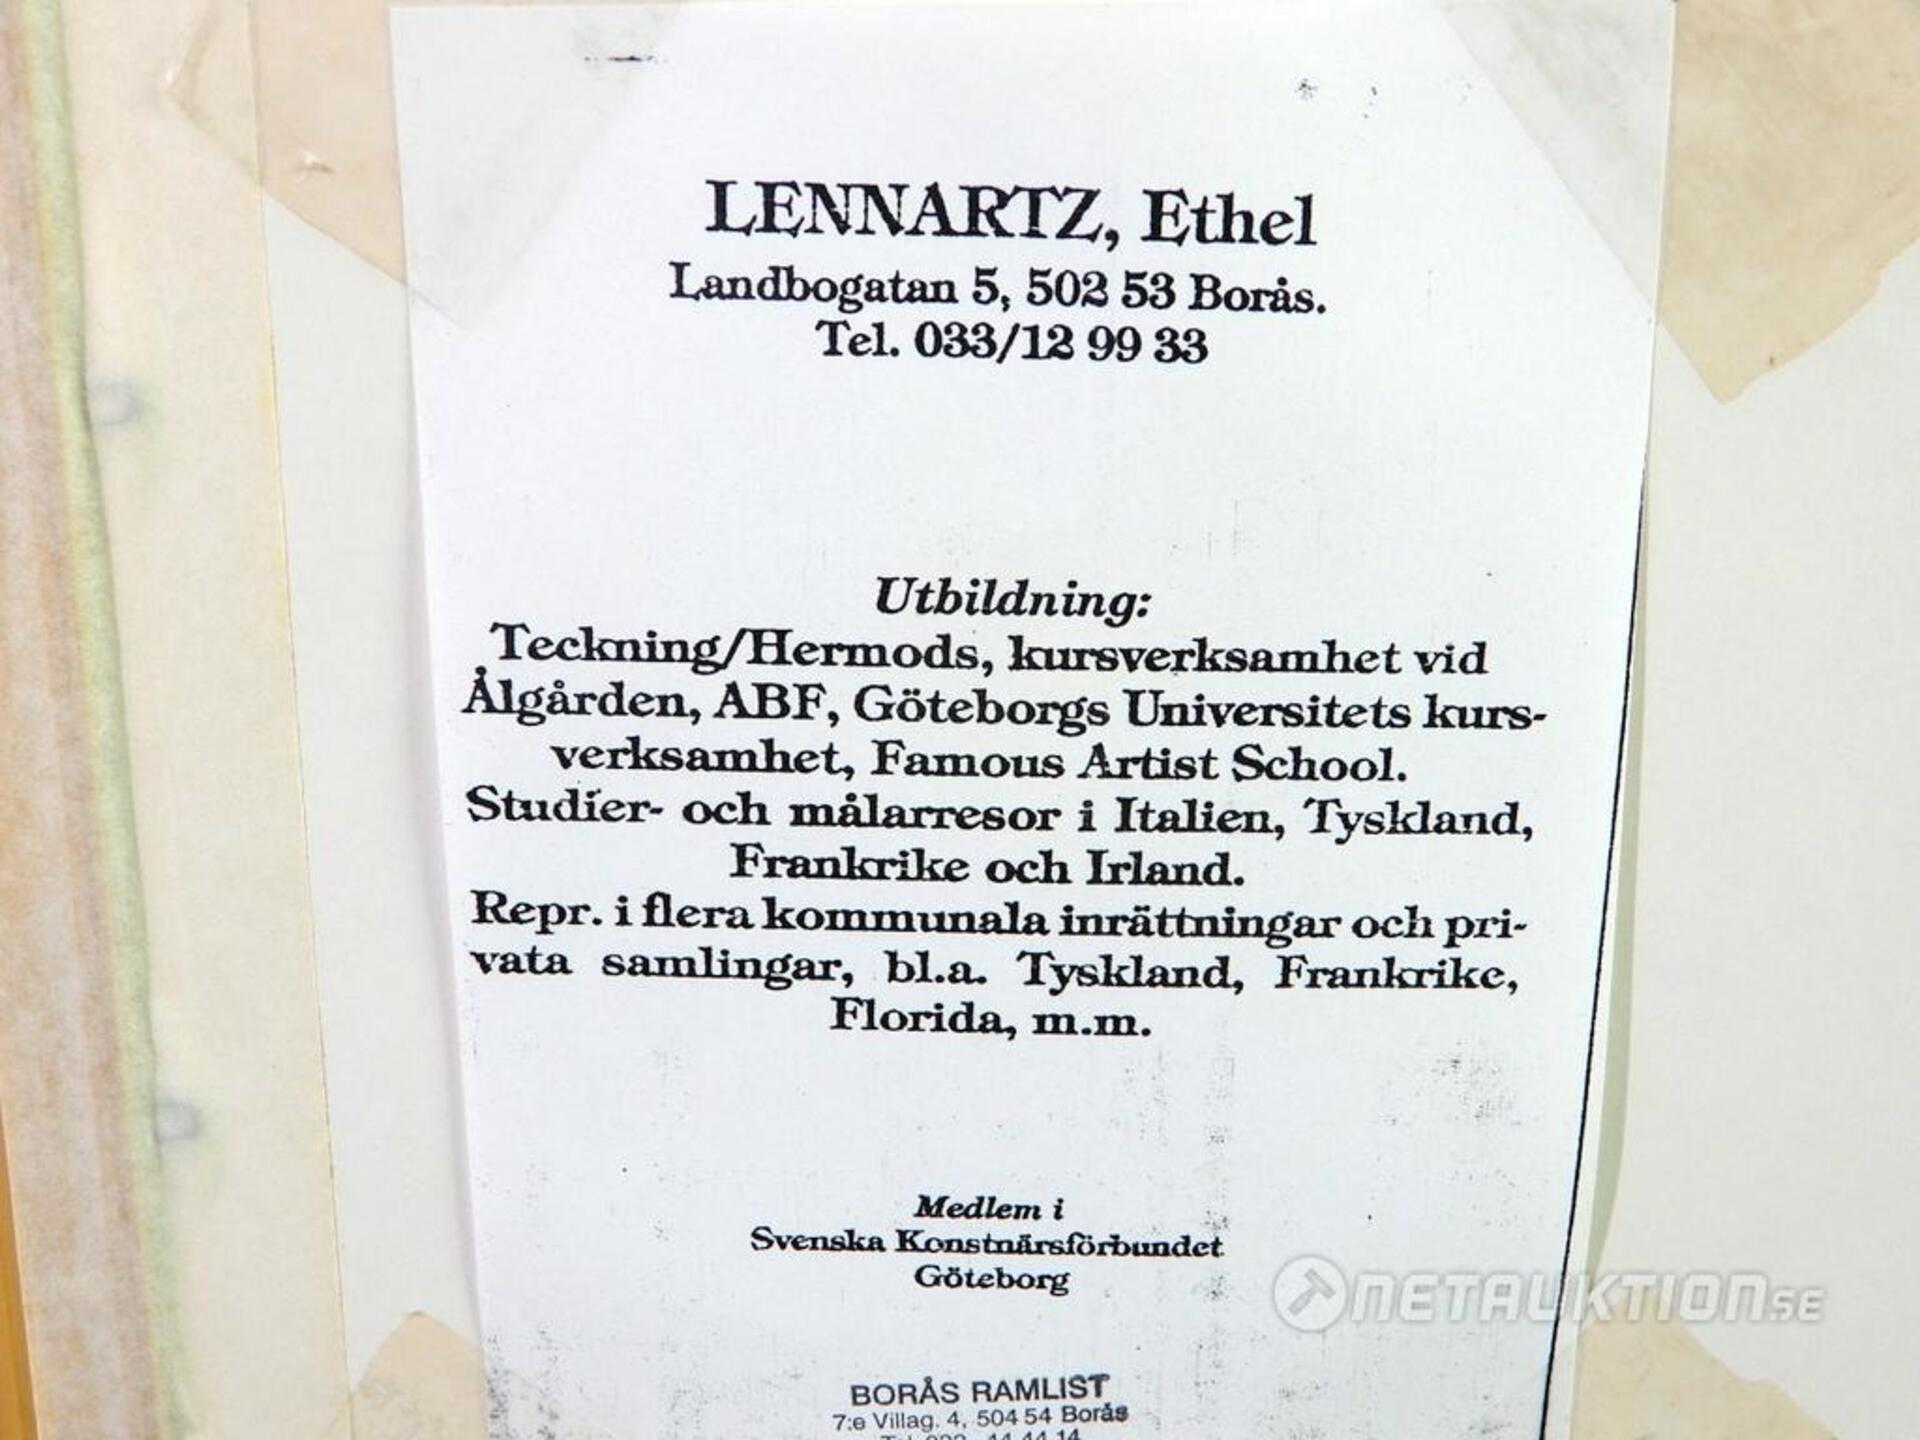 LENNARTZ, Ethel
Landbogatan 5, 502 53 Borås.
Tel. 033/12 99 33
Utbildning:
Teckning/Hermods, kursverksamhet vid
Ålgården, ABF, Göteborgs Universitets kurs-
verksamhet, Famous Artist School.
Studier- och målarresor i Italien, Tyskland,
Frankrike och Irland.
Repr. i flera kommunala inrättningar och pri-
vata samlingar, bl.a. Tyskland, Frankrike,
Florida, m.m.
Medlem i
Svenska Konstnärsförbundet
Göteborg
NETAUKTION.SE
BORÅS RAMLIST
7:e Villag. 4, 504 54 Borås